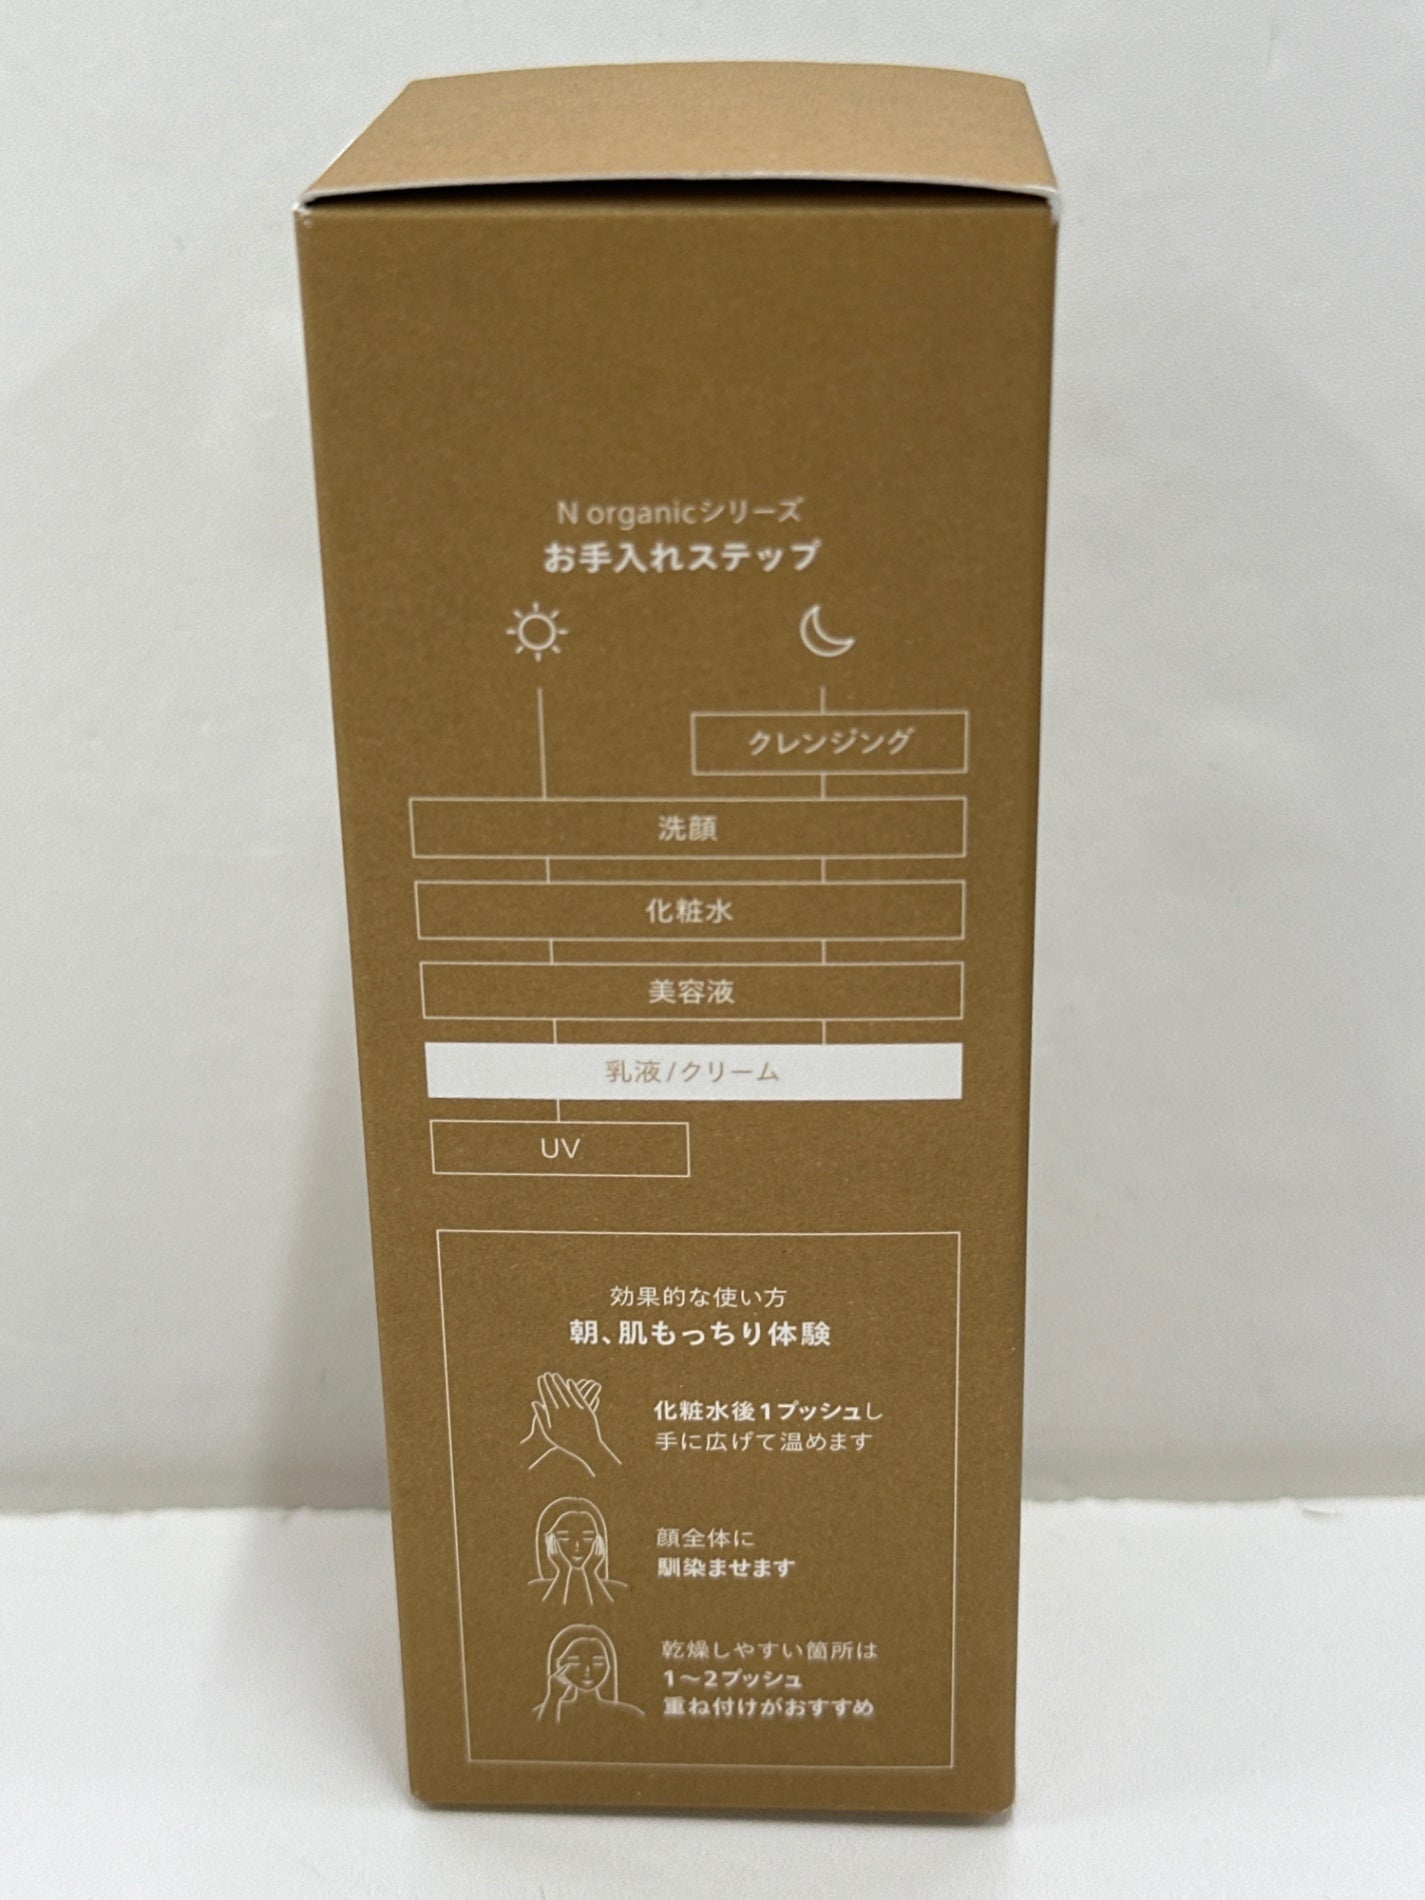 N organicシリーズ
お手入れステップ
クレンジング
洗顔
化粧水
美容液
乳液/クリーム
UV
効果的な使い方
朝、肌もっちり体験
化粧水後1プッシュし
手に広げて温めます
顔全体に
馴染ませます
乾燥しやすい箇所は
1〜2プッシュ
重ね付けがおすすめ